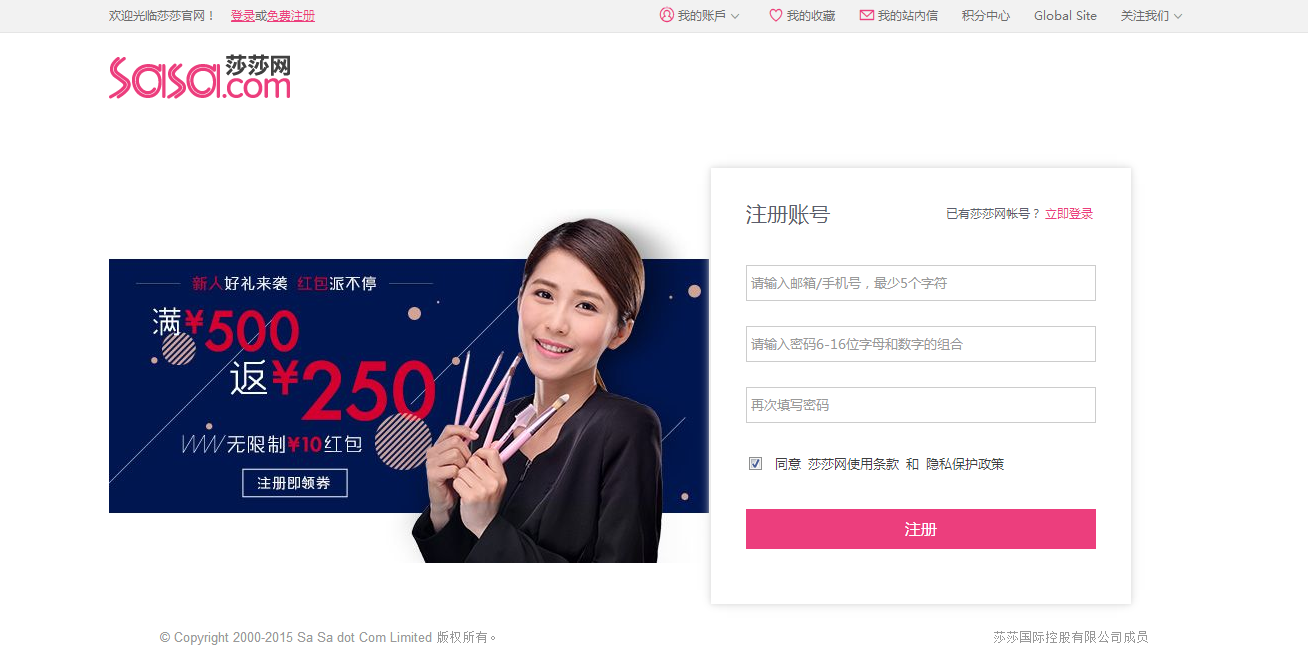 欢迎光临莎莎官网！ 登录或免费注册 我的账戶 我的收藏 我的站内信 积分中心 Global Site 关注我们
Sasa.com 莎莎网
注册账号 已有莎莎网帐号？ 立即登录
新人好礼来袭 红包派不停
满¥500
返¥250
无限制¥10红包
注册即领券
请输入邮箱/手机号，最少5个字符
请输入密码6-16位字母和数字的组合
再次填写密码
同意 莎莎网使用条款 和 隐私保护政策
注册
© Copyright 2000-2015 Sa Sa dot Com Limited 版权所有。 莎莎国际控股有限公司成员